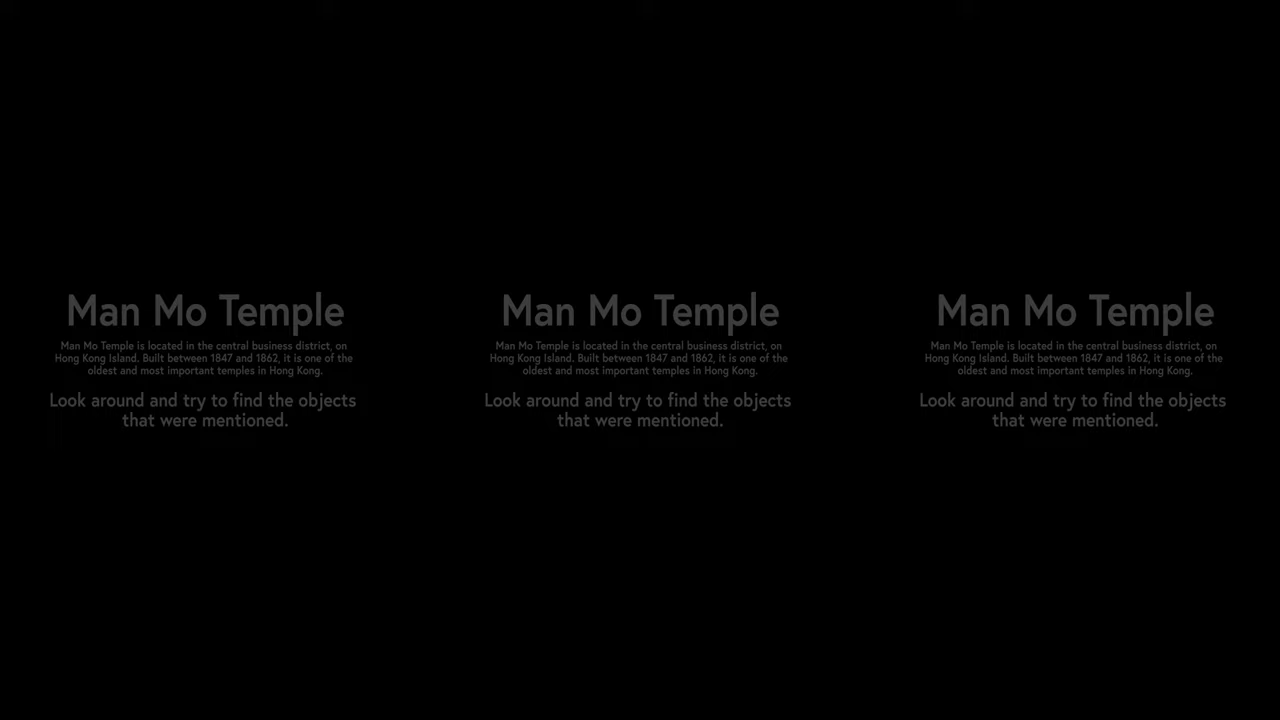 Man Mo Temple
Man Mo Temple is located in the central business district, on
Hong Kong Island. Built between 1847 and 1862, it is one of the
oldest and most important temples in Hong Kong.
Look around and try to find the objects
that were mentioned.
Man Mo Temple
Man Mo Temple is located in the central business district, on
Hong Kong Island. Built between 1847 and 1862, it is one of the
oldest and most important temples in Hong Kong.
Look around and try to find the objects
that were mentioned.
Man Mo Temple
Man Mo Temple is located in the central business district, on
Hong Kong Island. Built between 1847 and 1862, it is one of the
oldest and most important temples in Hong Kong.
Look around and try to find the objects
that were mentioned.